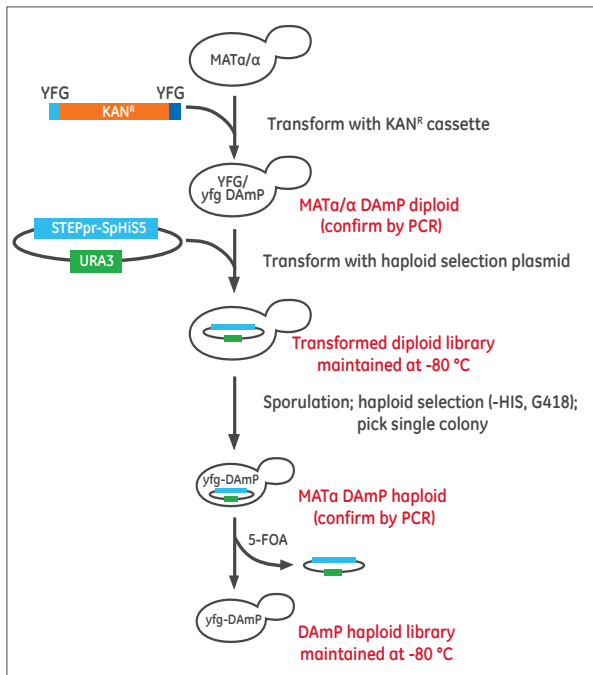 MATa/α
YFG YFG
KANᴿ
Transform with KANᴿ cassette
YFG/
yfg DAmP
MATa/α DAmP diploid
(confirm by PCR)
STEPpr-SpHiS5
URA3
Transform with haploid selection plasmid
Transformed diploid library
maintained at -80 °C
Sporulation; haploid selection (-HIS, G418);
pick single colony
yfg-DAmP
MATa DAmP haploid
(confirm by PCR)
5-FOA
yfg-DAmP
DAmP haploid library
maintained at -80 °C